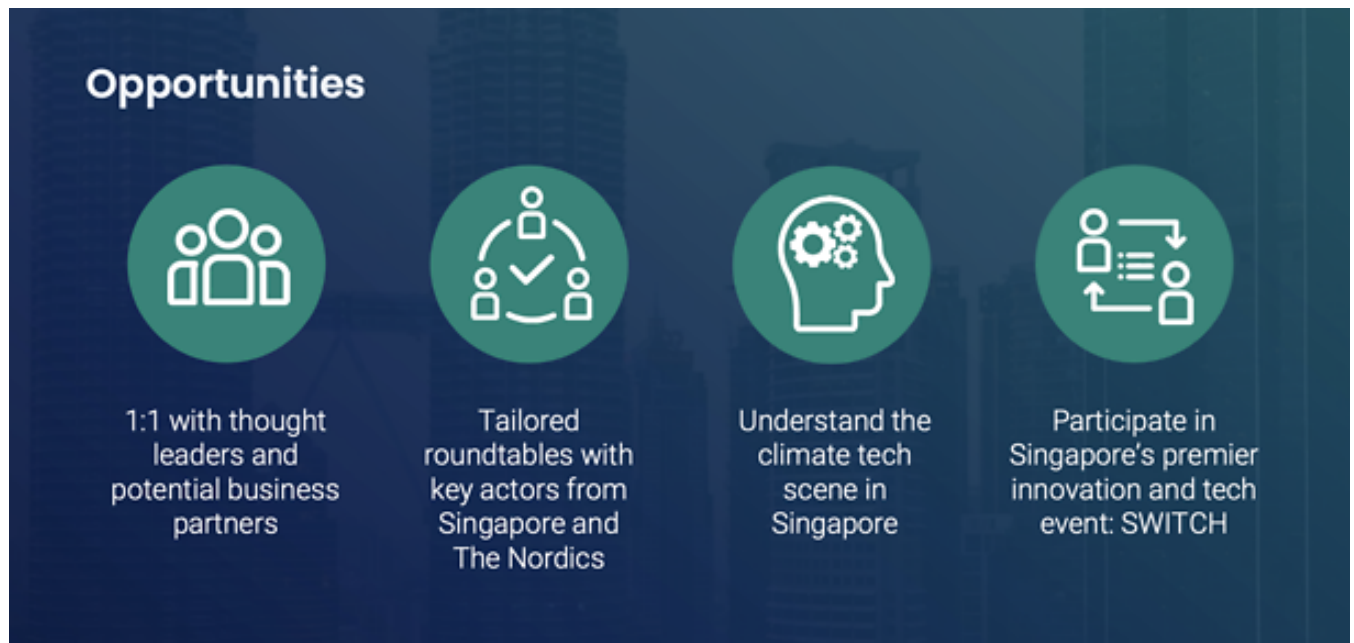 Opportunities
1:1 with thought
leaders and
potential business
partners
Tailored
roundtables with
key actors from
Singapore and
The Nordics
Understand the
climate tech
scene in
Singapore
Participate in
Singapore's premier
innovation and tech
event: SWITCH